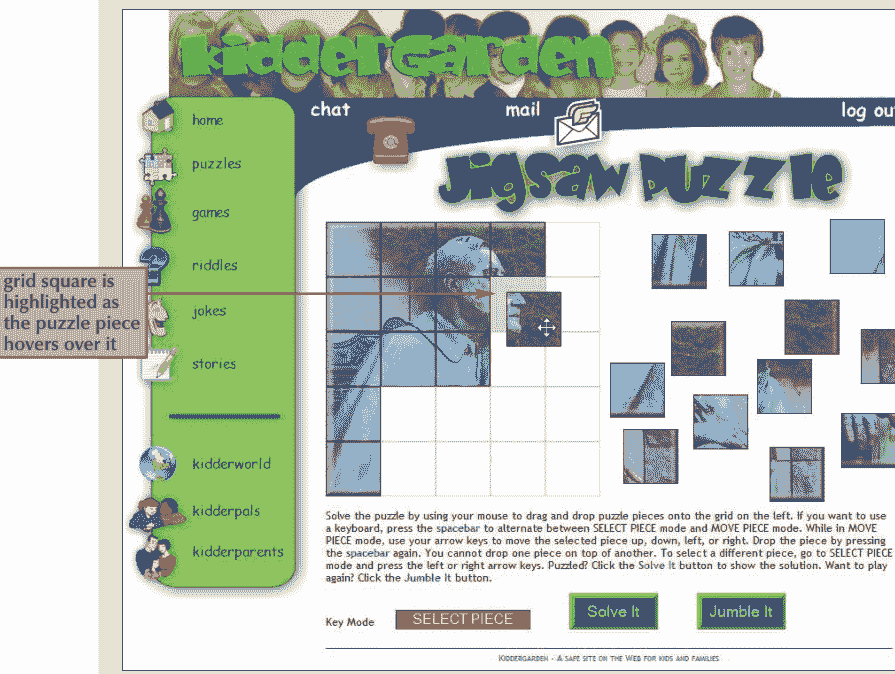 kiddergarden
chat mail log ou
Jigsaw puzzle
home
puzzles
games
riddles
jokes
stories
kidderworld
kidderpals
kidderparents
grid square is
highlighted as
the puzzle piece
hovers over it
Solve the puzzle by using your mouse to drag and drop puzzle pieces onto the grid on the left. If you want to use
a keyboard, press the spacebar to alternate between SELECT PIECE mode and MOVE PIECE mode. While in MOVE
PIECE mode, use your arrow keys to move the selected piece up, down, left, or right. Drop the piece by pressing
the spacebar again. You cannot drop one piece on top of another. To select a different piece, go to SELECT PIECE
mode and press the left or right arrow keys. Puzzled? Click the Solve It button to show the solution. Want to play
again? Click the Jumble It button.
Key Mode SELECT PIECE Solve It Jumble It
Kiddergarden - A safe site on the Web for kids and families